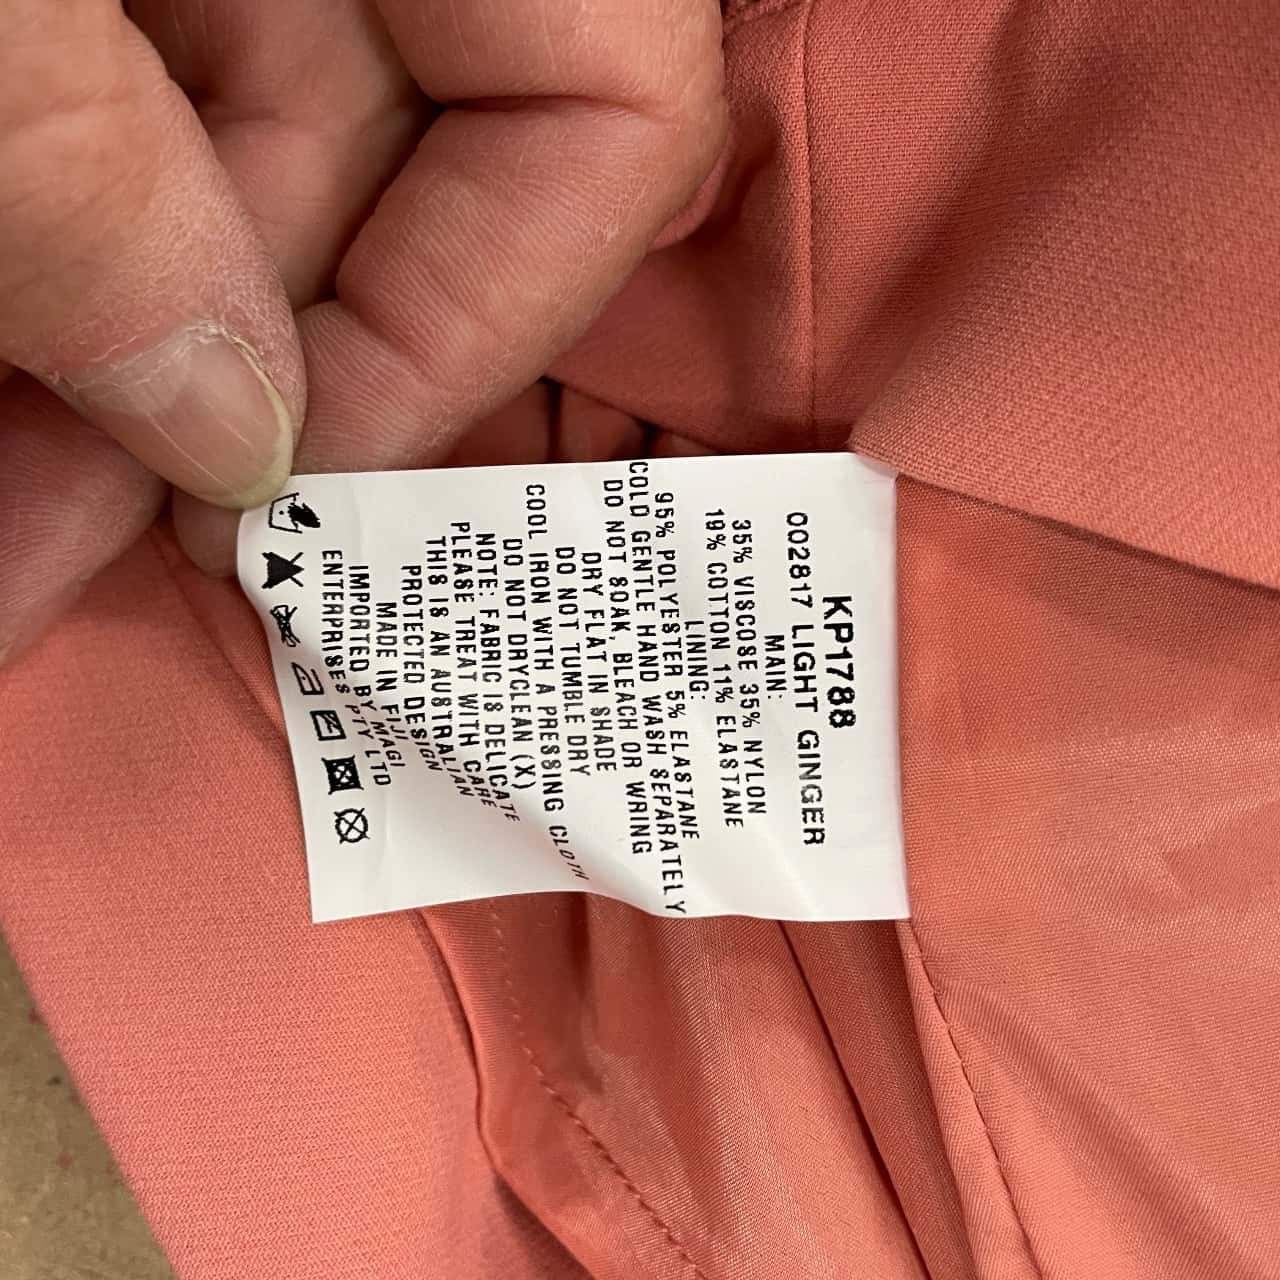 KP1788
002817 LIGHT GINGER
MAIN:
35% VISCOSE 35% NYLON
19% COTTON 11% ELASTANE
LINING:
95% POLYESTER 5% ELASTANE
COLD GENTLE HAND WASH SEPARATELY
DO NOT SOAK, BLEACH OR WRING
DRY FLAT IN SHADE
DO NOT TUMBLE DRY
COOL IRON WITH A PRESSING CLOTH
DO NOT DRYCLEAN (X)
NOTE: FABRIC IS DELICATE
PLEASE TREAT WITH CARE
THIS IS AN AUSTRALIAN
PROTECTED DESIGN
MADE IN FIJI
IMPORTED BY MAGI
ENTERPRISES PTY LTD